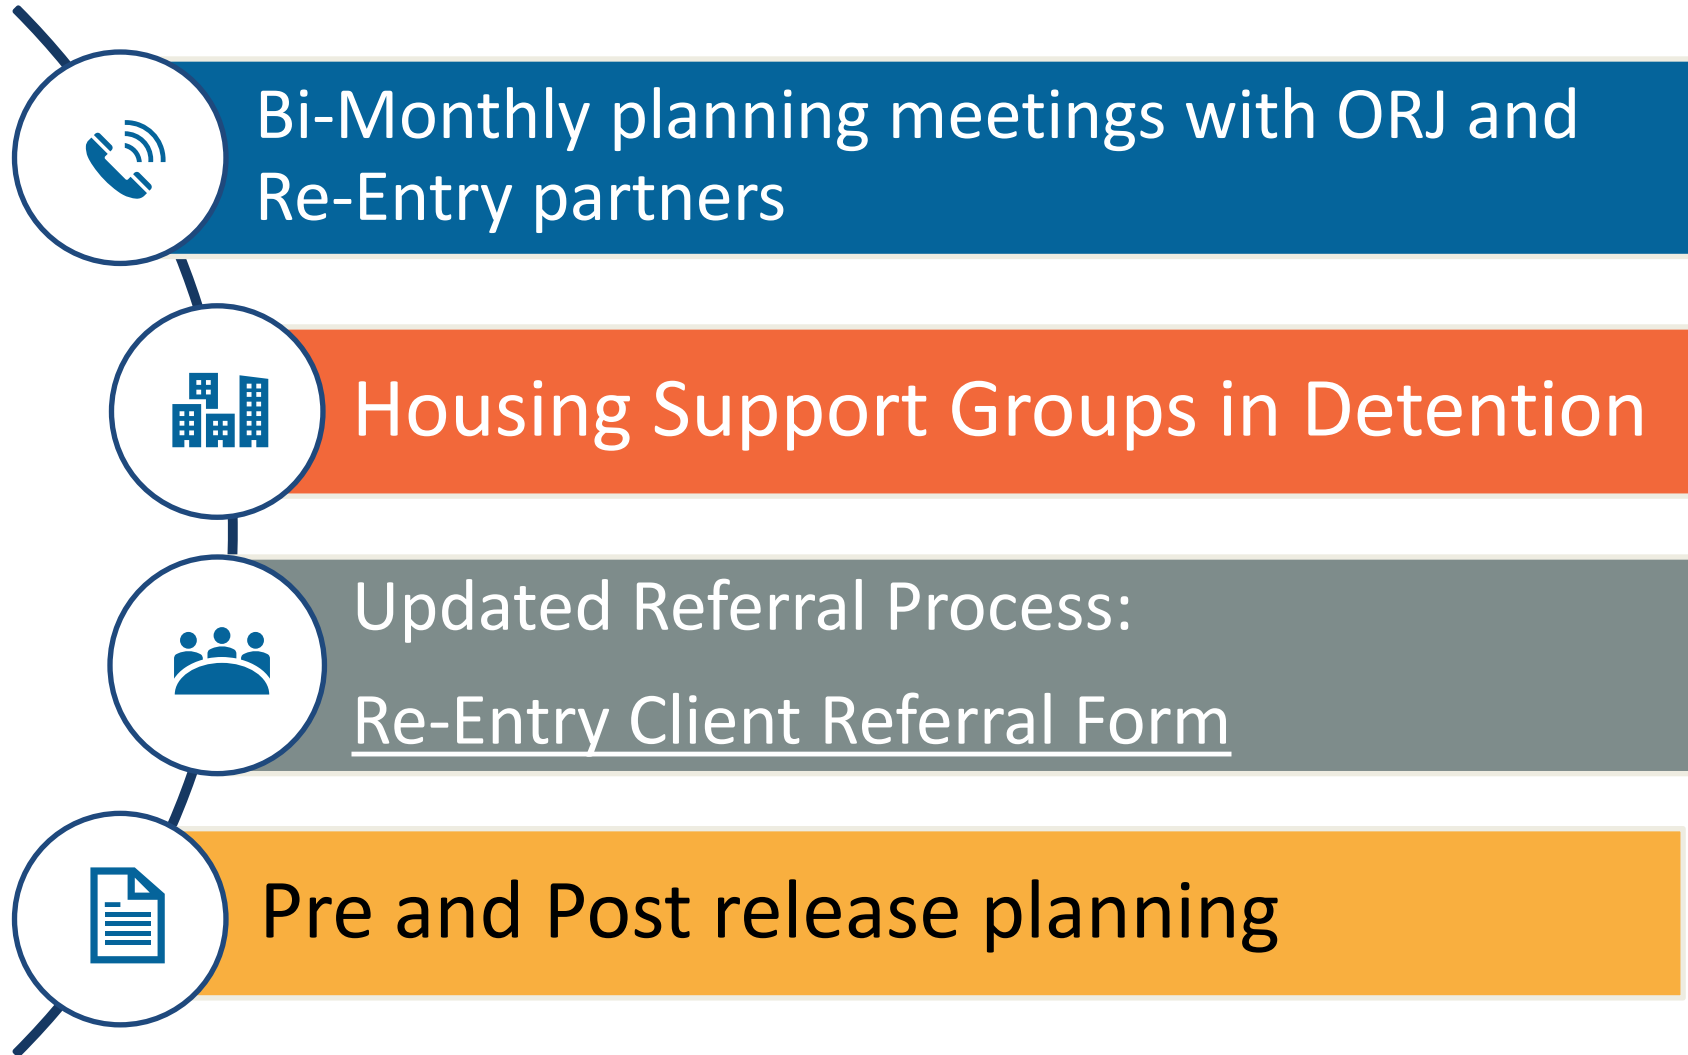 Bi-Monthly planning meetings with ORJ and
Re-Entry partners
Housing Support Groups in Detention
Updated Referral Process:
Re-Entry Client Referral Form
Pre and Post release planning